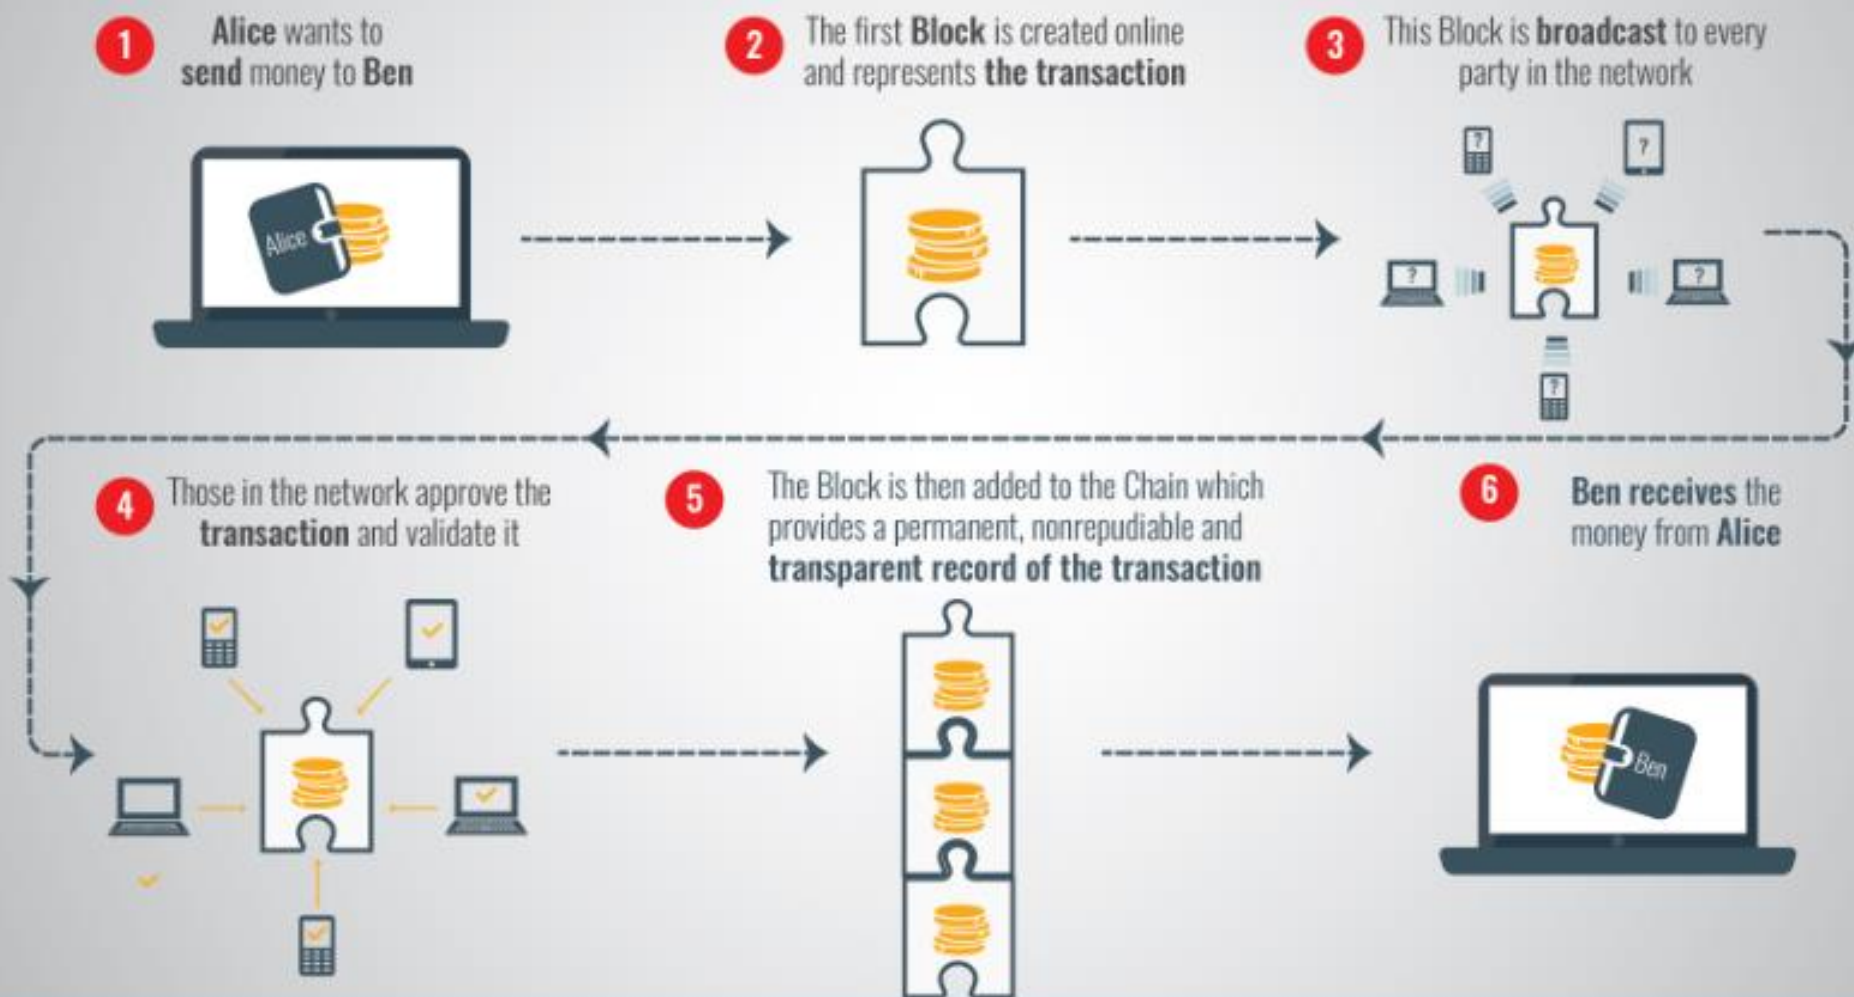 1
Alice wants to
send money to Ben
2
The first Block is created online
and represents the transaction
3
This Block is broadcast to every
party in the network
Alice
?
?
?
?
?
4
Those in the network approve the
transaction and validate it
5
The Block is then added to the Chain which
provides a permanent, nonrepudiable and
transparent record of the transaction
6
Ben receives the
money from Alice
Ben